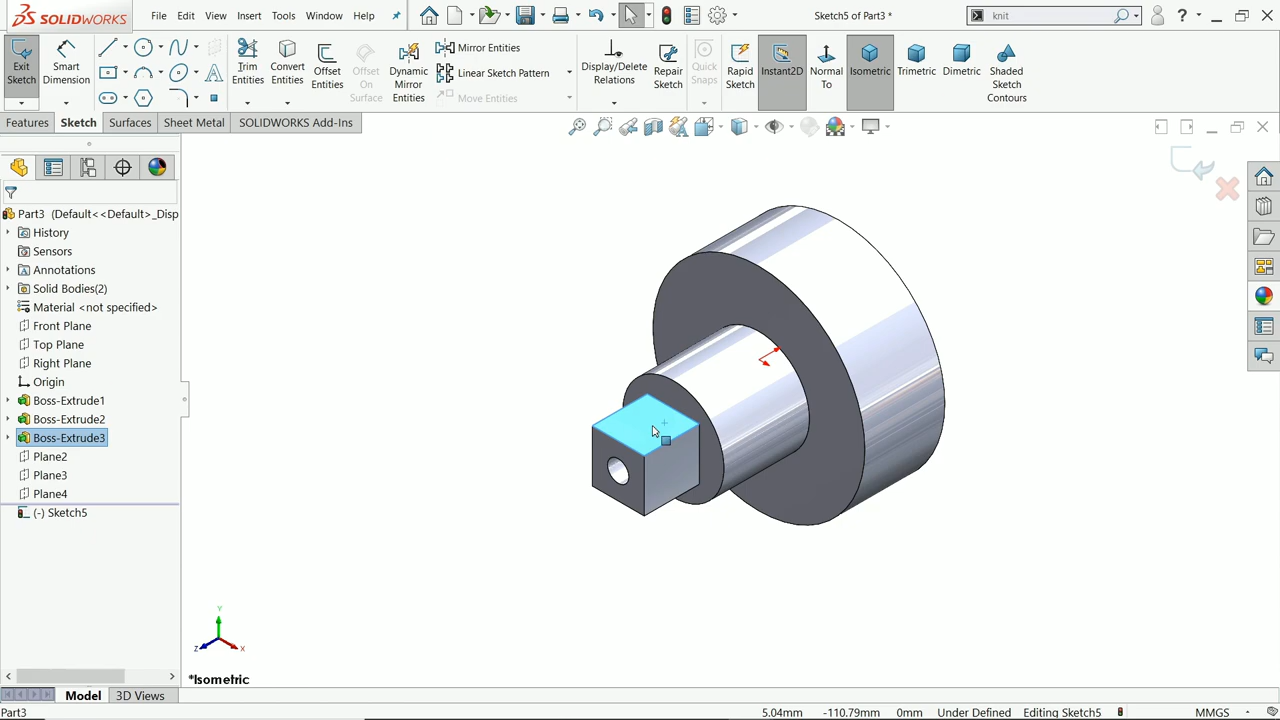 SOLIDWORKS
File Edit View Insert Tools Window Help
Sketch5 of Part3 *
knit
Exit Sketch
Smart Dimension
Trim Entities
Convert Entities
Offset Entities
Offset On Surface
Dynamic Mirror Entities
Mirror Entities
Linear Sketch Pattern
Move Entities
Display/Delete Relations
Repair Sketch
Quick Snaps
Rapid Sketch
Instant2D
Normal To
Isometric
Trimetric
Dimetric
Shaded Sketch Contours
Features Sketch Surfaces Sheet Metal SOLIDWORKS Add-Ins
Part3 (Default<<Default>_Disp
History
Sensors
Annotations
Solid Bodies(2)
Material <not specified>
Front Plane
Top Plane
Right Plane
Origin
Boss-Extrude1
Boss-Extrude2
Boss-Extrude3
Plane2
Plane3
Plane4
(-) Sketch5
Y
Z
X
*Isometric
Model 3D Views
Part3 5.04mm -110.79mm 0mm Under Defined Editing Sketch5 MMGS